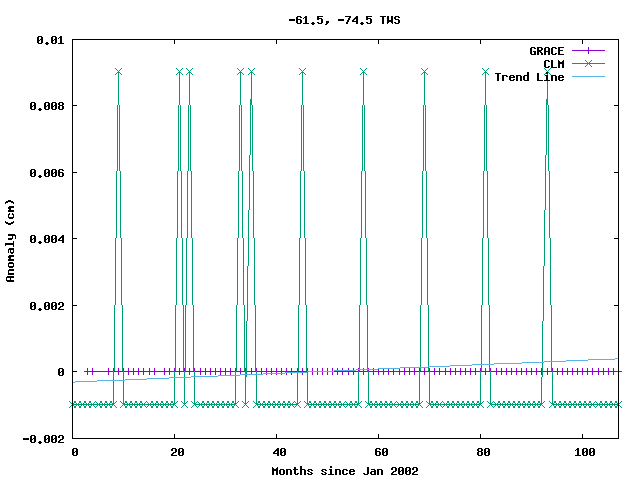 -61.5, -74.5 TWS
0.01
0.008
0.006
0.004
0.002
0
-0.002
Anomaly (cm)
GRACE
CLM
Trend Line
0 20 40 60 80 100
Months since Jan 2002